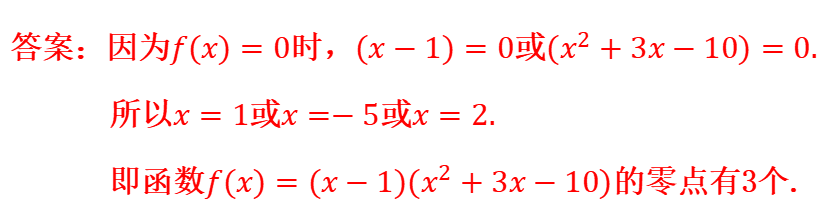 答案：因为f(x) = 0时，(x − 1) = 0或(x² + 3x − 10) = 0.
所以x = 1或x =− 5或x = 2.
即函数f(x) = (x − 1)(x² + 3x − 10)的零点有3个.